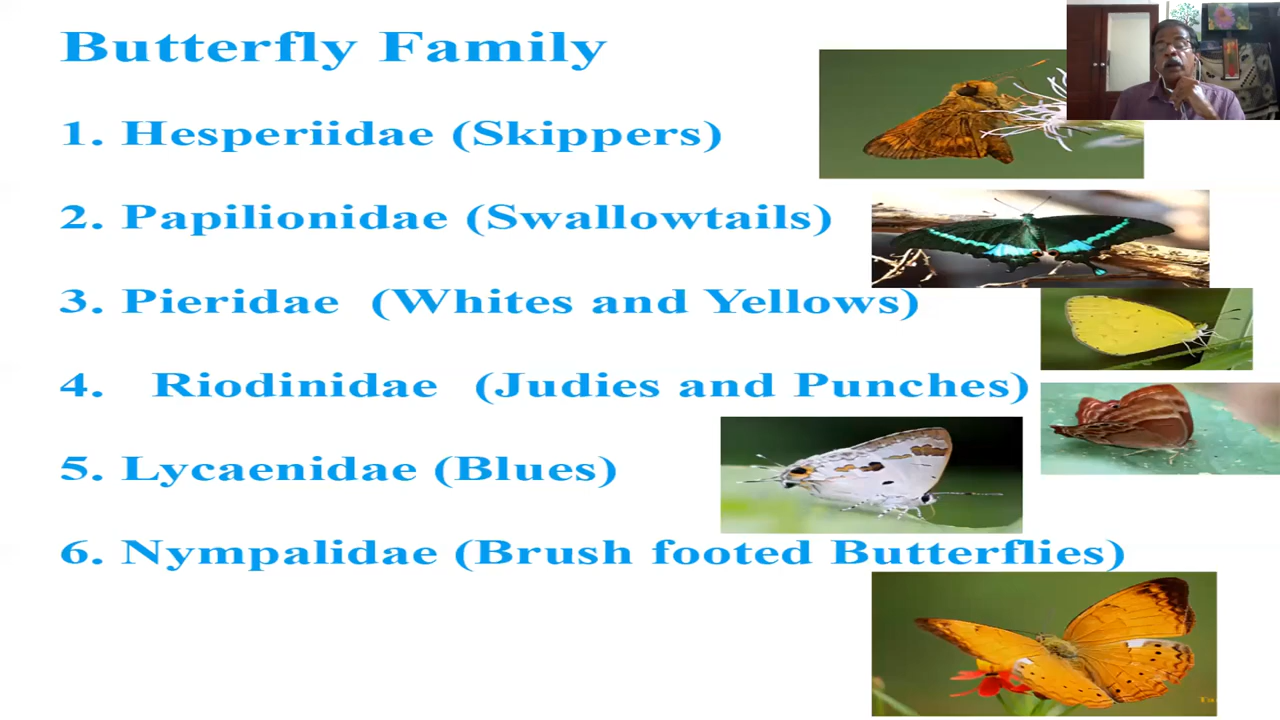 Butterfly Family
1. Hesperiidae (Skippers)
2. Papilionidae (Swallowtails)
3. Pieridae (Whites and Yellows)
4. Riodinidae (Judies and Punches)
5. Lycaenidae (Blues)
6. Nympalidae (Brush footed Butterflies)